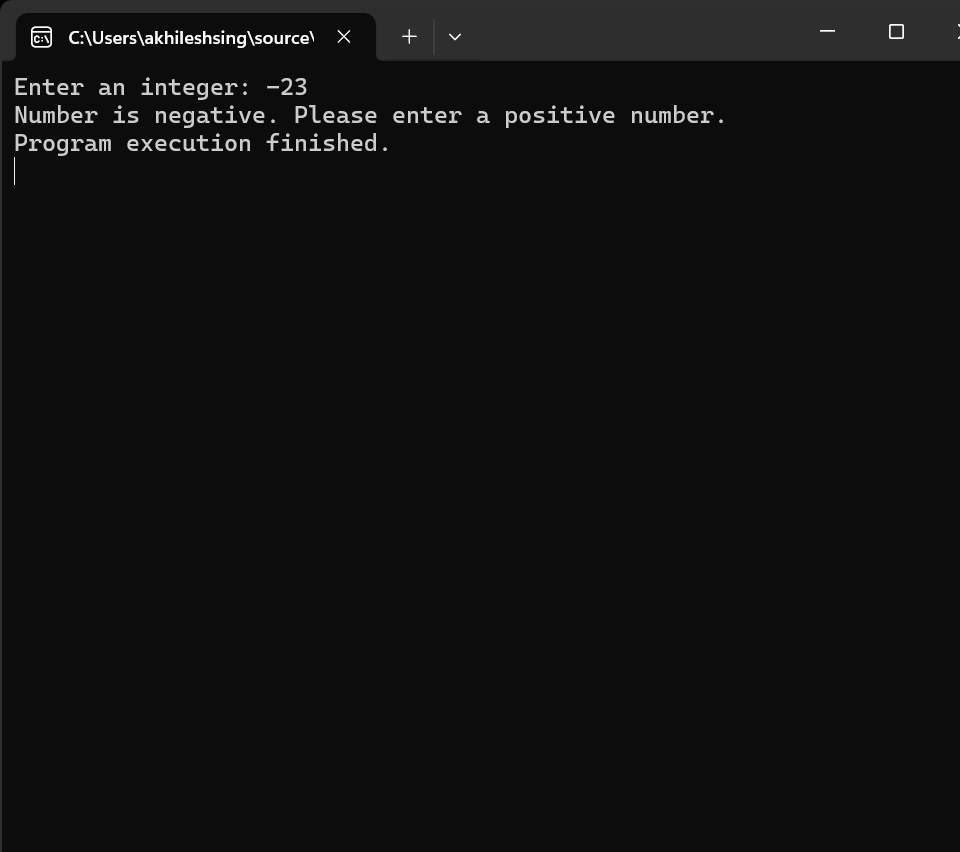 C:\Users\akhileshsing\source\
Enter an integer: -23
Number is negative. Please enter a positive number.
Program execution finished.